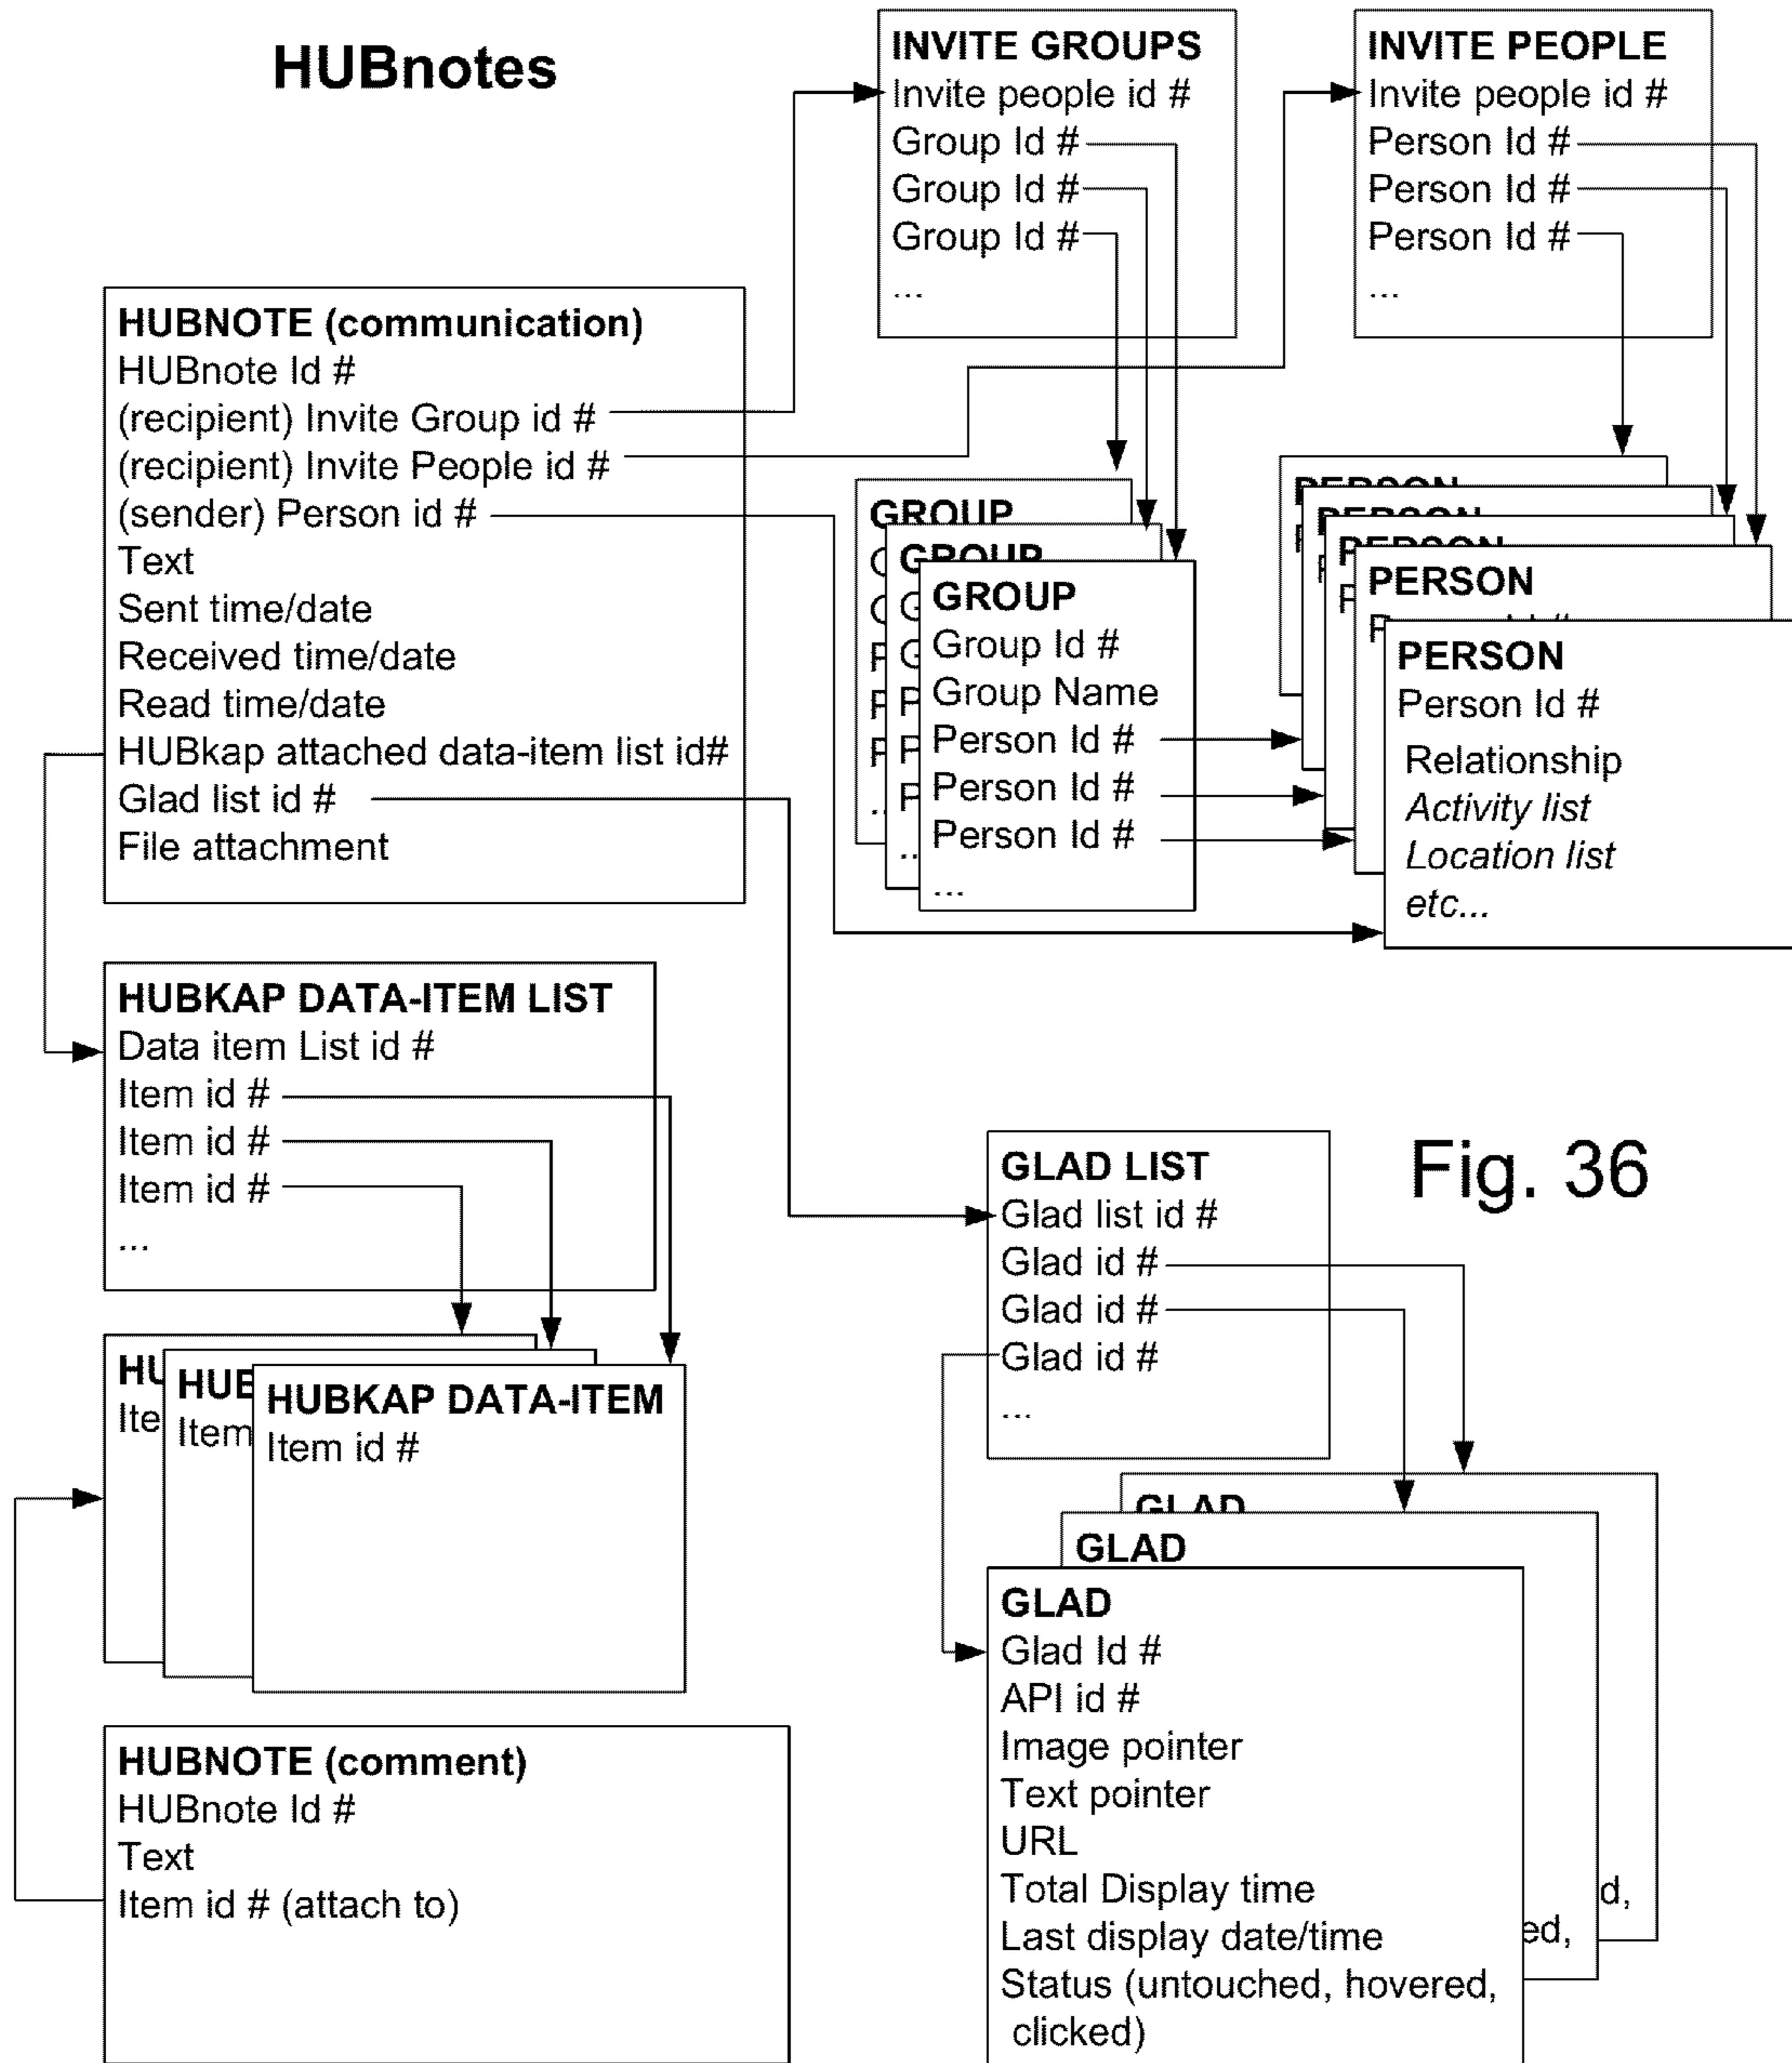 HUBnotes
INVITE GROUPS
Invite people id #
Group Id #
Group Id #
Group Id #
...
INVITE PEOPLE
Invite people id #
Person Id #
Person Id #
Person Id #
...
HUBNOTE (communication)
HUBnote Id #
(recipient) Invite Group id #
(recipient) Invite People id #
(sender) Person id #
Text
Sent time/date
Received time/date
Read time/date
HUBkap attached data-item list id#
Glad list id #
File attachment
GROUP
GROUP
GROUP
Group Id #
Group Name
Person Id #
Person Id #
Person Id #
...
PERSON
PERSON
PERSON
PERSON
PERSON
Person Id #
Relationship
Activity list
Location list
etc...
HUBKAP DATA-ITEM LIST
Data item List id #
Item id #
Item id #
Item id #
...
HUBKAP DATA-ITEM
Item id #
HUBNOTE (comment)
HUBnote Id #
Text
Item id # (attach to)
Fig. 36
GLAD LIST
Glad list id #
Glad id #
Glad id #
Glad id #
...
GLAD
GLAD
GLAD
Glad Id #
API id #
Image pointer
Text pointer
URL
Total Display time
Last display date/time
Status (untouched, hovered,
clicked)